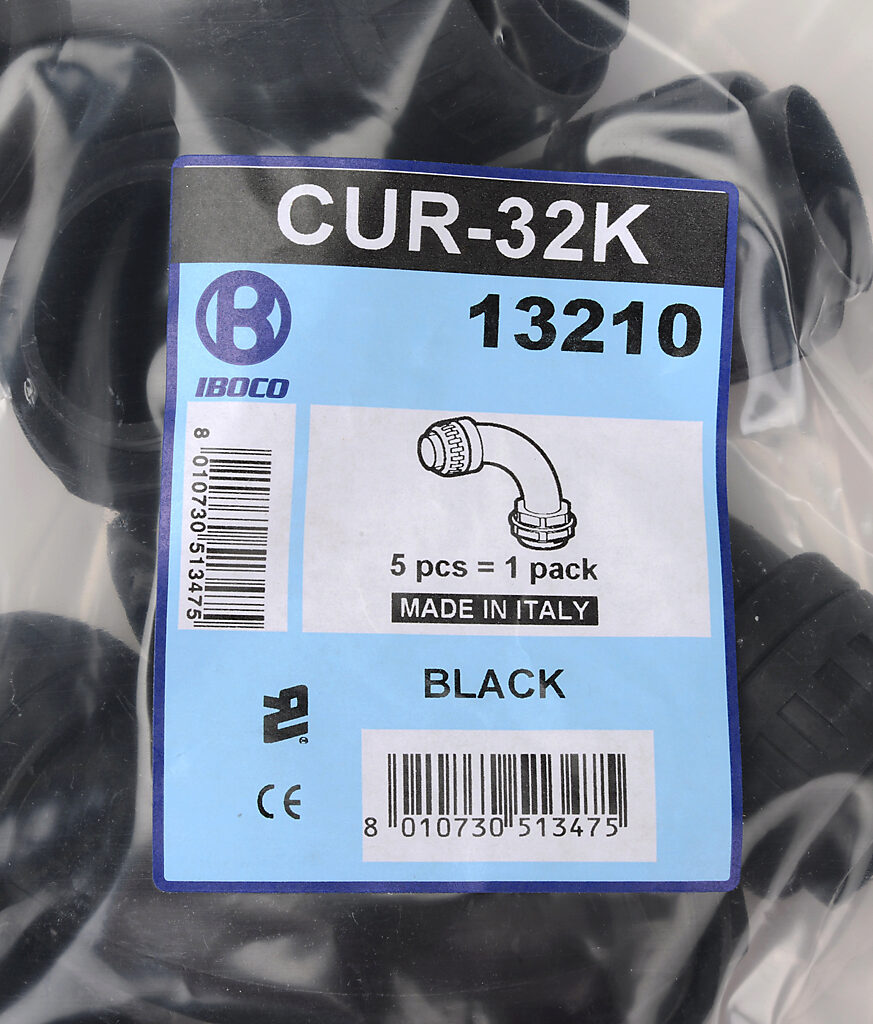 CUR-32K
13210
B
IBOCO
8 010730 513475
5 pcs = 1 pack
MADE IN ITALY
BLACK
RU
®
CE
8 010730 513475